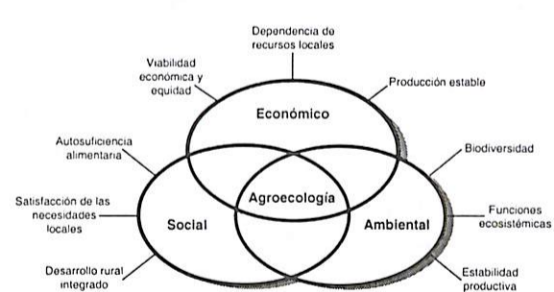 Dependencia de
recursos locales
Viabilidad
económica y
equidad
Producción estable
Económico
Autosuficiencia
alimentaria
Biodiversidad
Agroecología
Satisfacción de las
necesidades
locales
Social
Ambiental
Funciones
ecosistémicas
Desarrollo rural
integrado
Estabilidad
productiva